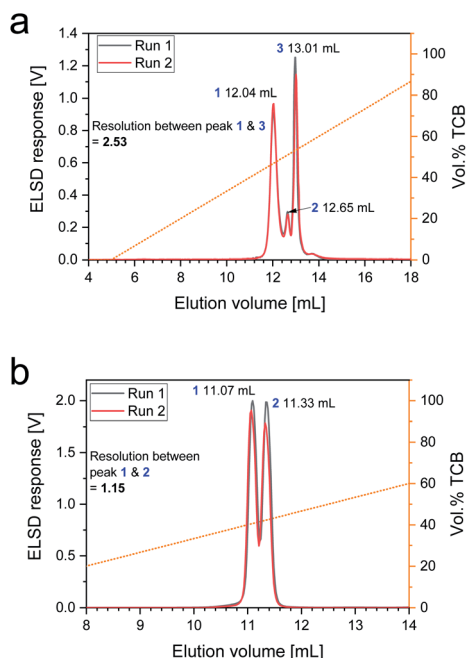 a
Run 1
Run 2
3 13.01 mL
1 12.04 mL
Resolution between peak 1 & 3
= 2.53
2 12.65 mL
ELSD response [V]
1.4
1.2
1.0
0.8
0.6
0.4
0.2
0.0
100
80
60
40
20
0
Vol.% TCB
4 6 8 10 12 14 16 18
Elution volume [mL]
b
Run 1
Run 2
1 11.07 mL
2 11.33 mL
Resolution between
peak 1 & 2
= 1.15
ELSD response [V]
2.0
1.5
1.0
0.5
0.0
100
80
60
40
20
0
Vol.% TCB
8 9 10 11 12 13 14
Elution volume [mL]